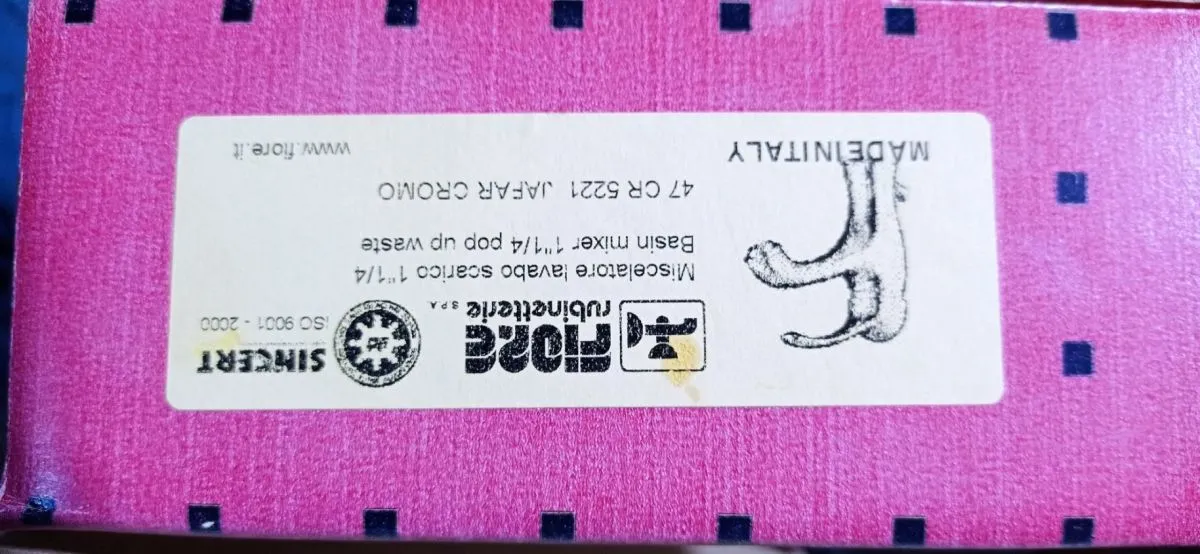 FIORE
rubinetterie S.P.A.
SINCERT
ISO 9001 - 2000
Miscelatore lavabo scarico 1"1/4
Basin mixer 1"1/4 pop up waste
47 CR 5221 JAFAR CROMO
MADEINITALY
www.fiore.it